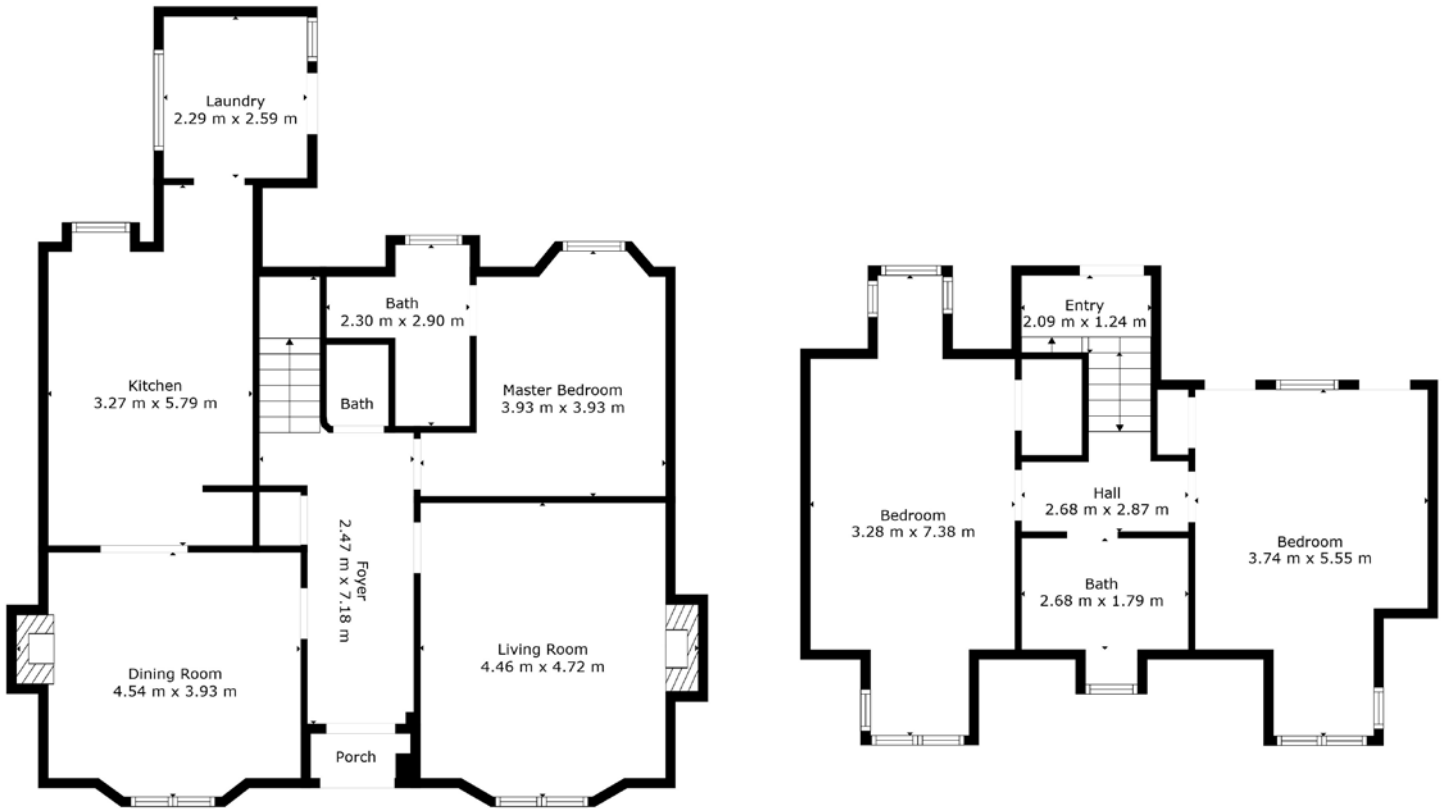 Laundry
2.29 m x 2.59 m
Bath
2.30 m x 2.90 m
Kitchen
3.27 m x 5.79 m
Bath
Master Bedroom
3.93 m x 3.93 m
Foyer
2.47 m x 7.18 m
Living Room
4.46 m x 4.72 m
Dining Room
4.54 m x 3.93 m
Porch
Entry
2.09 m x 1.24 m
Hall
2.68 m x 2.87 m
Bedroom
3.28 m x 7.38 m
Bedroom
3.74 m x 5.55 m
Bath
2.68 m x 1.79 m